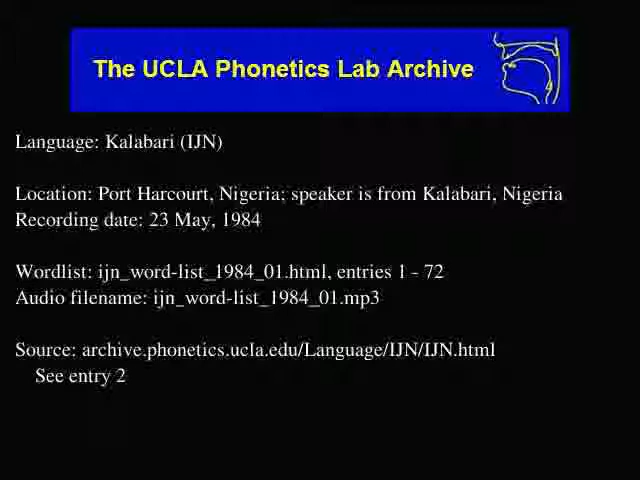 The UCLA Phonetics Lab Archive
Language: Kalabari (IJN)
Location: Port Harcourt, Nigeria; speaker is from Kalabari, Nigeria
Recording date: 23 May, 1984
Wordlist: ijn_word-list_1984_01.html, entries 1 - 72
Audio filename: ijn_word-list_1984_01.mp3
Source: archive.phonetics.ucla.edu/Language/IJN/IJN.html
See entry 2